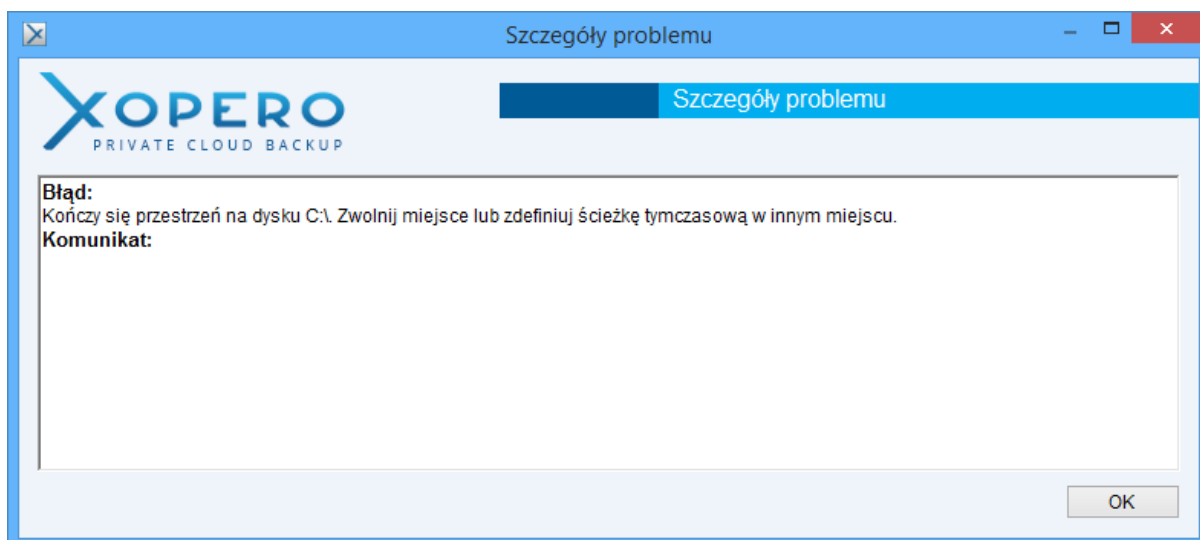 Szczegóły problemu
XOPERO
PRIVATE CLOUD BACKUP
Szczegóły problemu
Błąd:
Kończy się przestrzeń na dysku C:\. Zwolnij miejsce lub zdefiniuj ścieżkę tymczasową w innym miejscu.
Komunikat:
OK